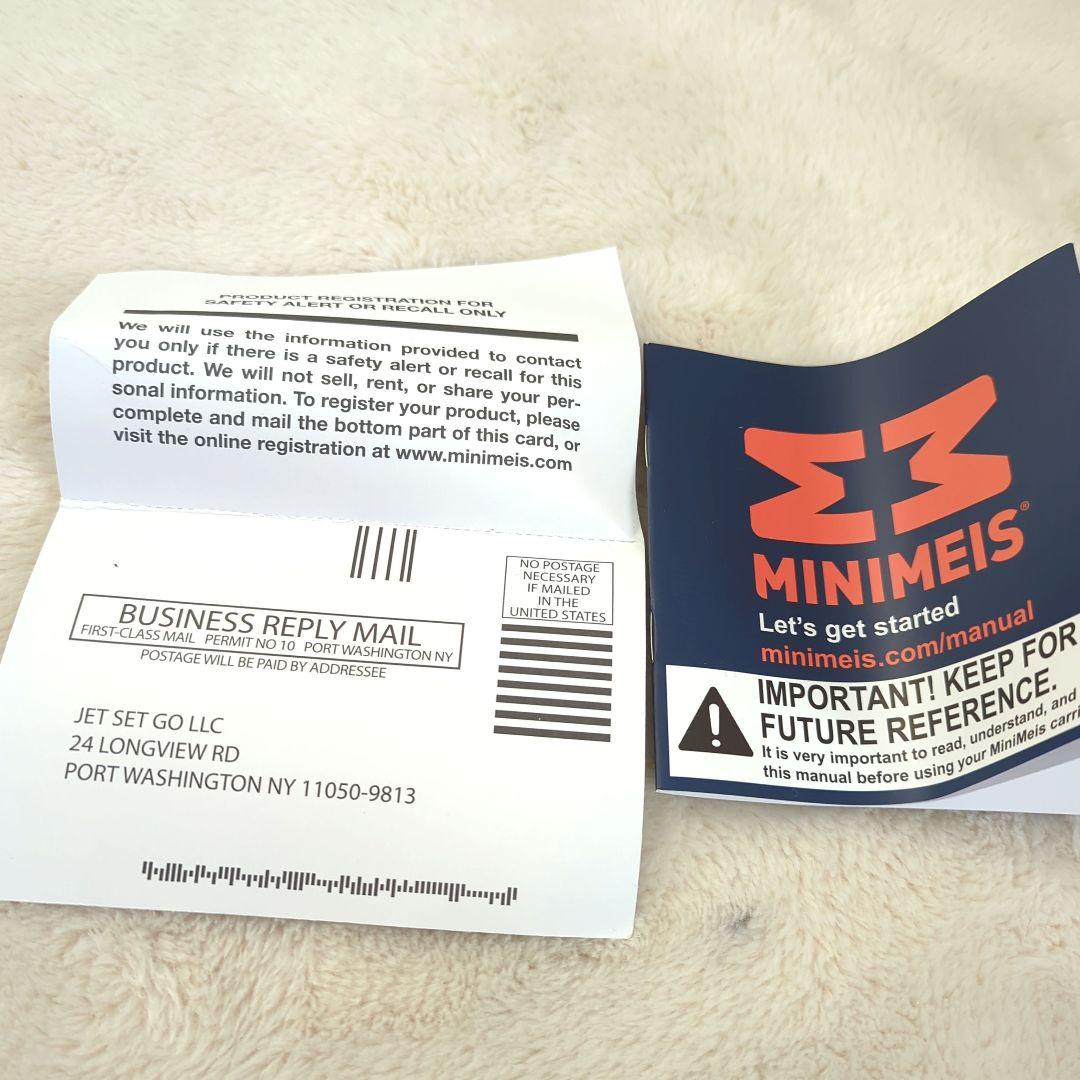 PRODUCT REGISTRATION FOR
SAFETY ALERT OR RECALL ONLY
We will use the information provided to contact
you only if there is a safety alert or recall for this
product. We will not sell, rent, or share your per-
sonal information. To register your product, please
complete and mail the bottom part of this card, or
visit the online registration at www.minimeis.com
NO POSTAGE
NECESSARY
IF MAILED
IN THE
UNITED STATES
BUSINESS REPLY MAIL
FIRST-CLASS MAIL PERMIT NO 10 PORT WASHINGTON NY
POSTAGE WILL BE PAID BY ADDRESSEE
JET SET GO LLC
24 LONGVIEW RD
PORT WASHINGTON NY 11050-9813
MINIMEIS®
Let's get started
minimeis.com/manual
IMPORTANT! KEEP FOR
FUTURE REFERENCE.
It is very important to read, understand, and
this manual before using your MiniMeis